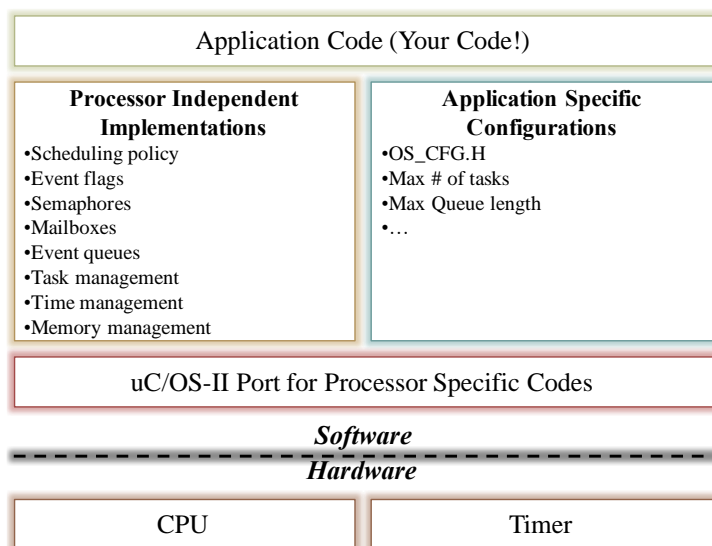 Application Code (Your Code!)
Processor Independent
Implementations
•Scheduling policy
•Event flags
•Semaphores
•Mailboxes
•Event queues
•Task management
•Time management
•Memory management
Application Specific
Configurations
•OS_CFG.H
•Max # of tasks
•Max Queue length
•…
uC/OS-II Port for Processor Specific Codes
Software
Hardware
CPU
Timer